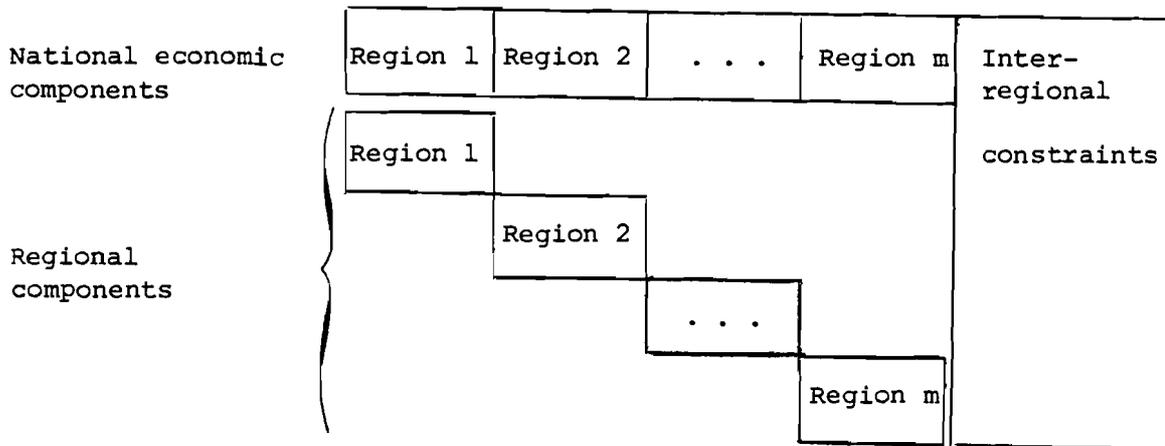 National economic
components
Region 1
Region 2
. . .
Region m
Inter-
regional
constraints
Regional
components
Region 1
Region 2
. . .
Region m